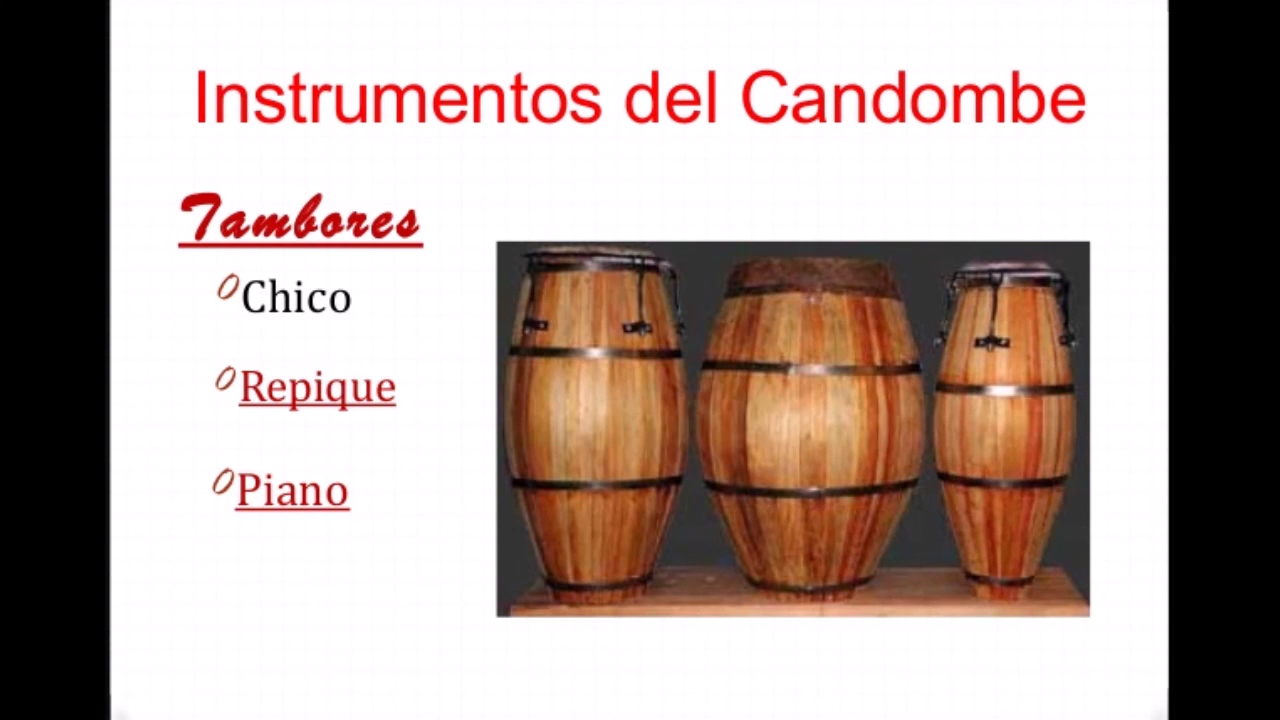 Instrumentos del Candombe
Tambores
Chico
Repique
Piano